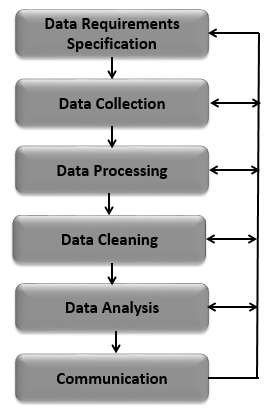 Data Requirements
Specification
Data Collection
Data Processing
Data Cleaning
Data Analysis
Communication